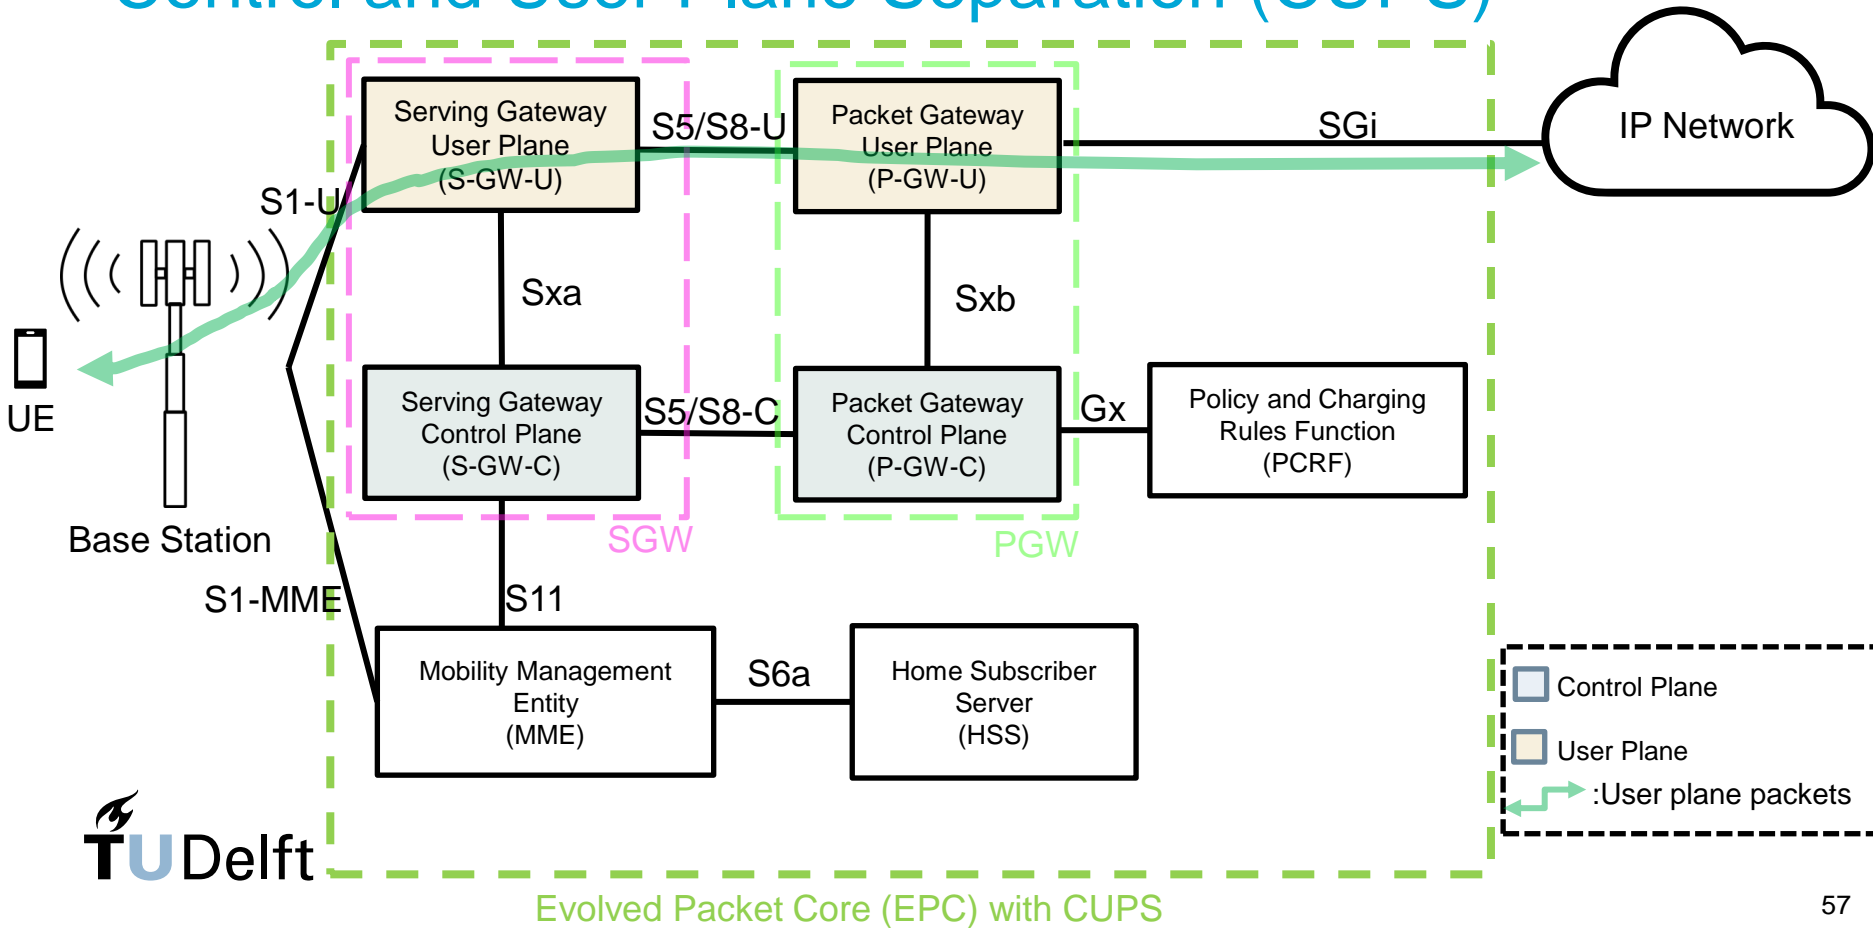 Control and User Plane Separation (CUPS)
Serving Gateway
User Plane
(S-GW-U)
S5/S8-U
Packet Gateway
User Plane
(P-GW-U)
SGi
IP Network
S1-U
Sxa
Sxb
UE
Base Station
Serving Gateway
Control Plane
(S-GW-C)
S5/S8-C
Packet Gateway
Control Plane
(P-GW-C)
Gx
Policy and Charging
Rules Function
(PCRF)
SGW
PGW
S1-MME
S11
Mobility Management
Entity
(MME)
S6a
Home Subscriber
Server
(HSS)
Control Plane
User Plane
:User plane packets
TUDelft
Evolved Packet Core (EPC) with CUPS
57